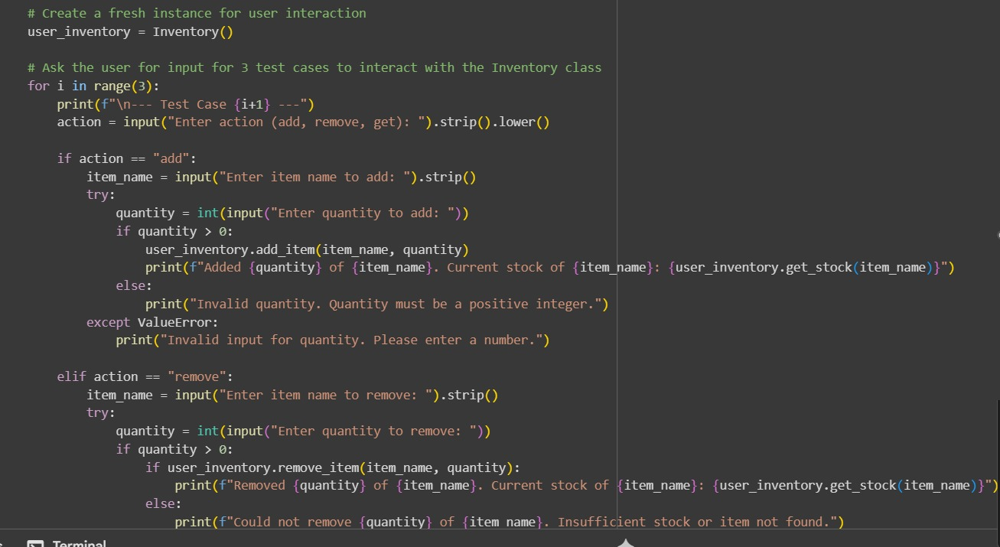 # Create a fresh instance for user interaction
user_inventory = Inventory()
# Ask the user for input for 3 test cases to interact with the Inventory class
for i in range(3):
    print(f"\n--- Test Case {i+1} ---")
    action = input("Enter action (add, remove, get): ").strip().lower()
    if action == "add":
        item_name = input("Enter item name to add: ").strip()
        try:
            quantity = int(input("Enter quantity to add: "))
            if quantity > 0:
                user_inventory.add_item(item_name, quantity)
                print(f"Added {quantity} of {item_name}. Current stock of {item_name}: {user_inventory.get_stock(item_name)}")
            else:
                print("Invalid quantity. Quantity must be a positive integer.")
        except ValueError:
            print("Invalid input for quantity. Please enter a number.")
    elif action == "remove":
        item_name = input("Enter item name to remove: ").strip()
        try:
            quantity = int(input("Enter quantity to remove: "))
            if quantity > 0:
                if user_inventory.remove_item(item_name, quantity):
                    print(f"Removed {quantity} of {item_name}. Current stock of {item_name}: {user_inventory.get_stock(item_name)}")
                else:
                    print(f"Could not remove {quantity} of {item_name}. Insufficient stock or item not found.")
Terminal